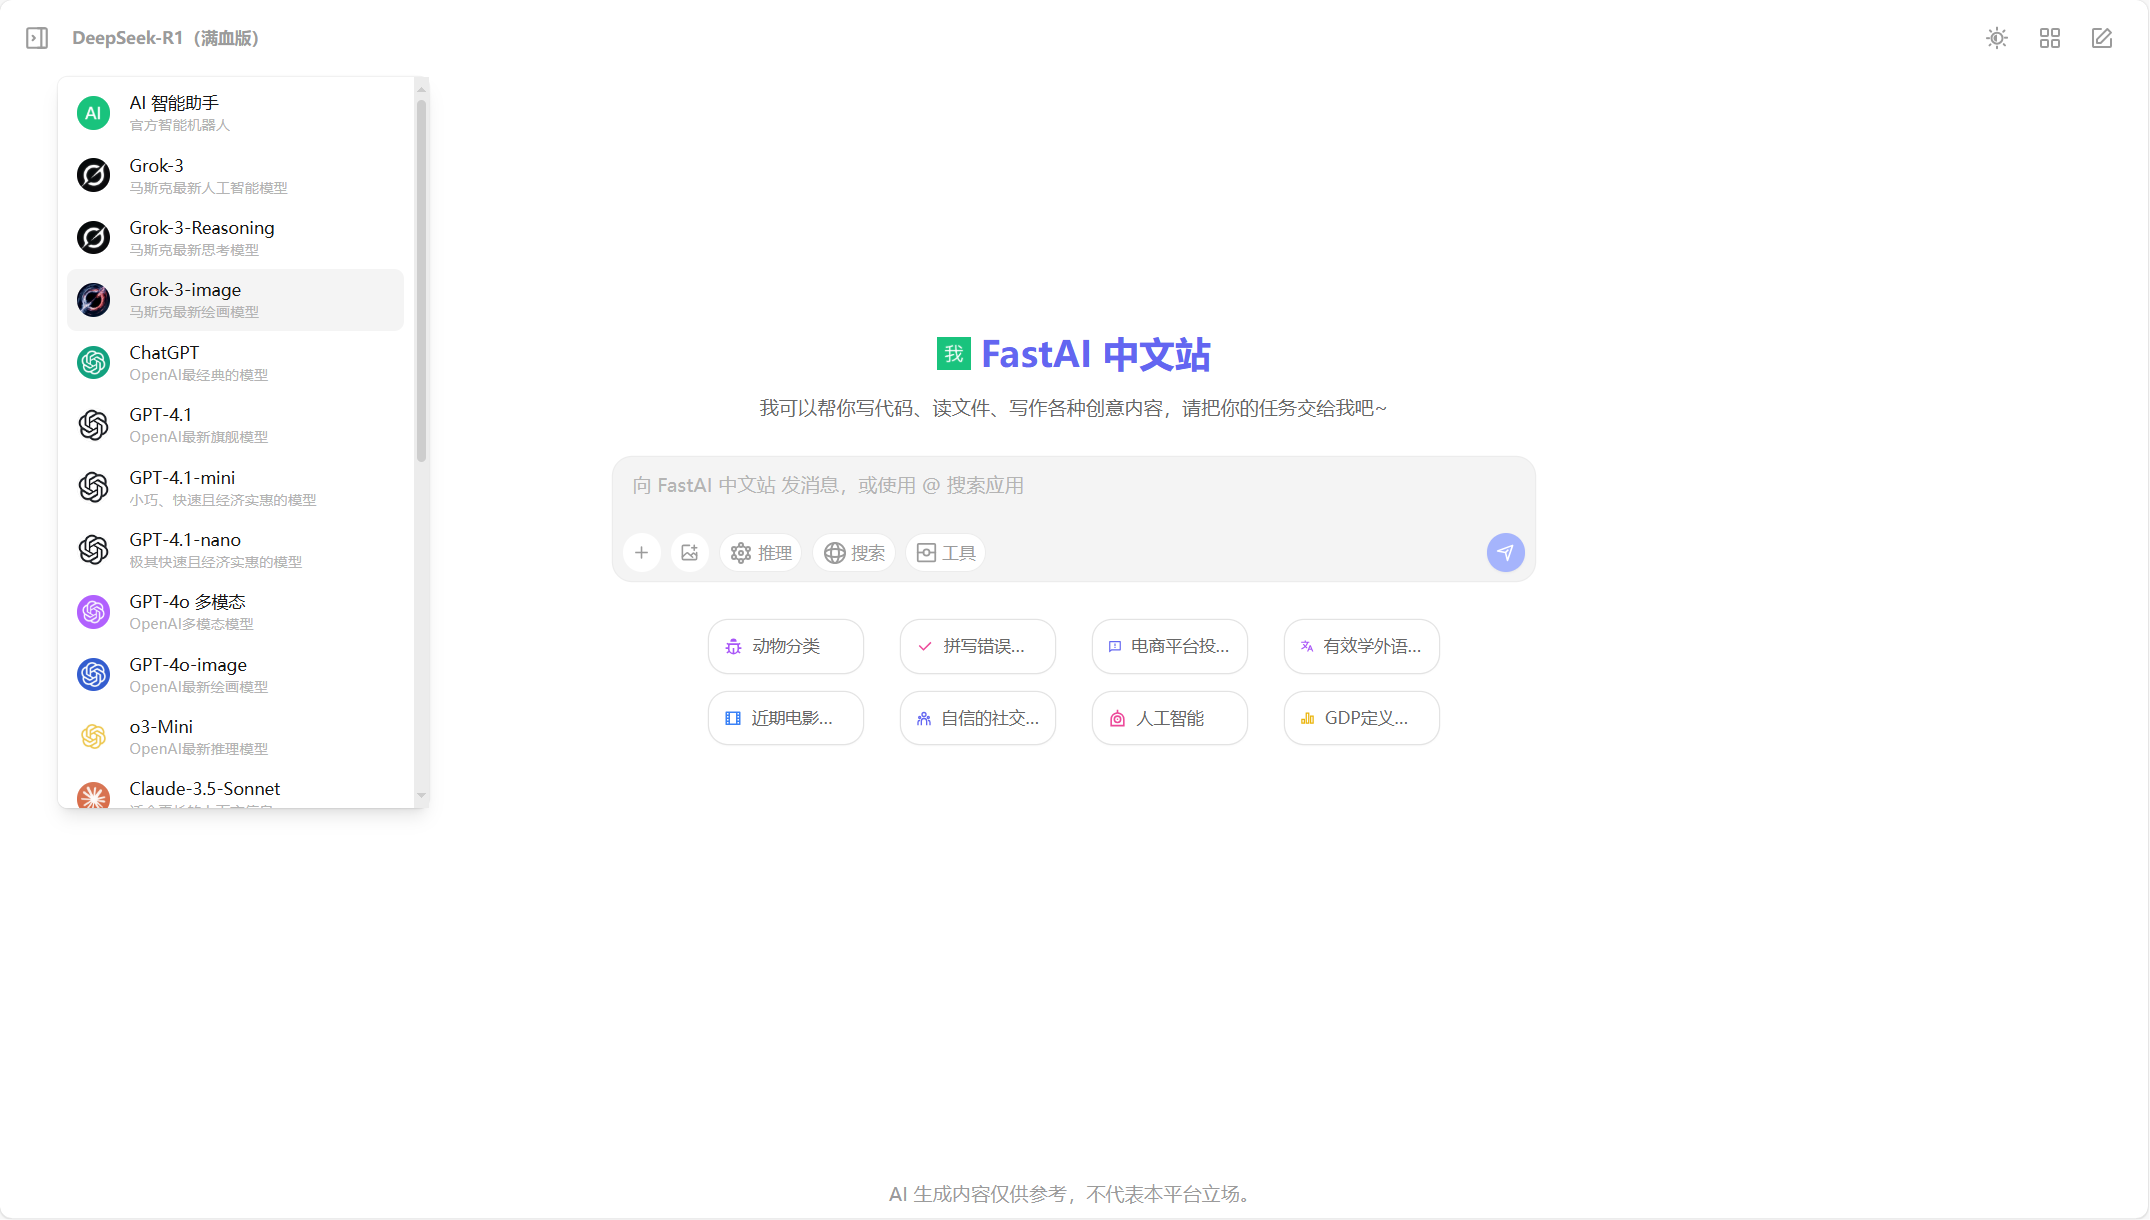 DeepSeek-R1（满血版）
AI
AI 智能助手
官方智能机器人
Grok-3
马斯克最新人工智能模型
Grok-3-Reasoning
马斯克最新思考模型
Grok-3-image
马斯克最新绘画模型
ChatGPT
OpenAI最经典的模型
GPT-4.1
OpenAI最新旗舰模型
GPT-4.1-mini
小巧、快速且经济实惠的模型
GPT-4.1-nano
极其快速且经济实惠的模型
GPT-4o 多模态
OpenAI多模态模型
GPT-4o-image
OpenAI最新绘画模型
o3-Mini
OpenAI最新推理模型
Claude-3.5-Sonnet
我 FastAI 中文站
我可以帮你写代码、读文件、写作各种创意内容，请把你的任务交给我吧~
向 FastAI 中文站 发消息，或使用 @ 搜索应用
推理 搜索 工具
动物分类 拼写错误... 电商平台投... 有效学外语...
近期电影... 自信的社交... 人工智能 GDP定义...
AI 生成内容仅供参考，不代表本平台立场。